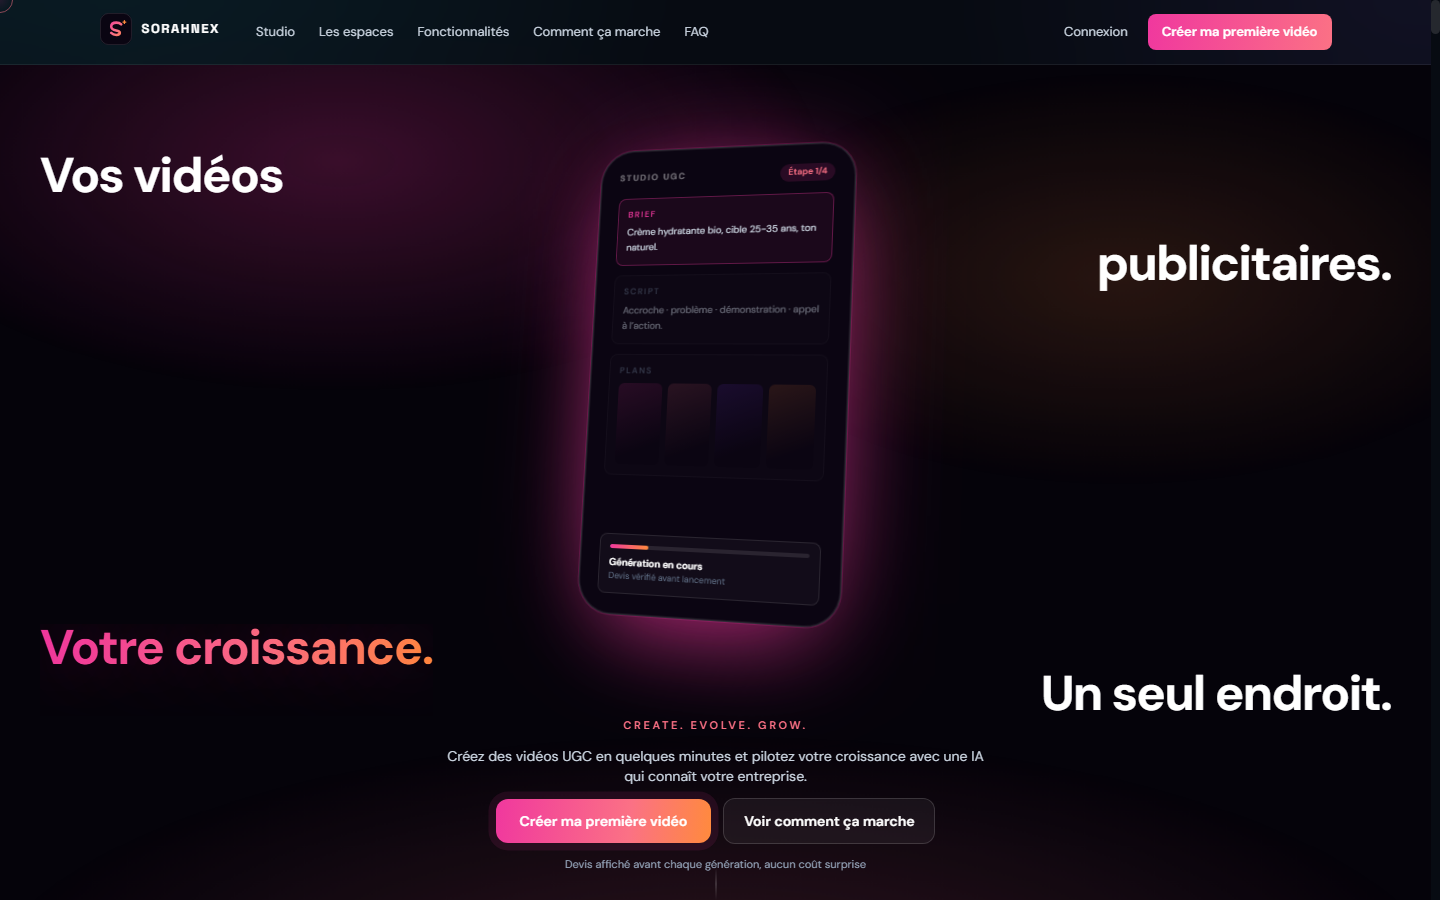 SORAHNEX
Studio
Les espaces
Fonctionnalités
Comment ça marche
FAQ
Connexion
Créer ma première vidéo
Vos vidéos
publicitaires.
STUDIO UGC
Étape 1/4
BRIEF
Crème hydratante bio, cible 25-35 ans, ton
naturel.
SCRIPT
Accroche · problème · démonstration · appel
à l'action.
PLANS
Génération en cours
Devis vérifié avant lancement
Votre croissance.
Un seul endroit.
CREATE. EVOLVE. GROW.
Créez des vidéos UGC en quelques minutes et pilotez votre croissance avec une IA
qui connaît votre entreprise.
Créer ma première vidéo
Voir comment ça marche
Devis affiché avant chaque génération, aucun coût surprise